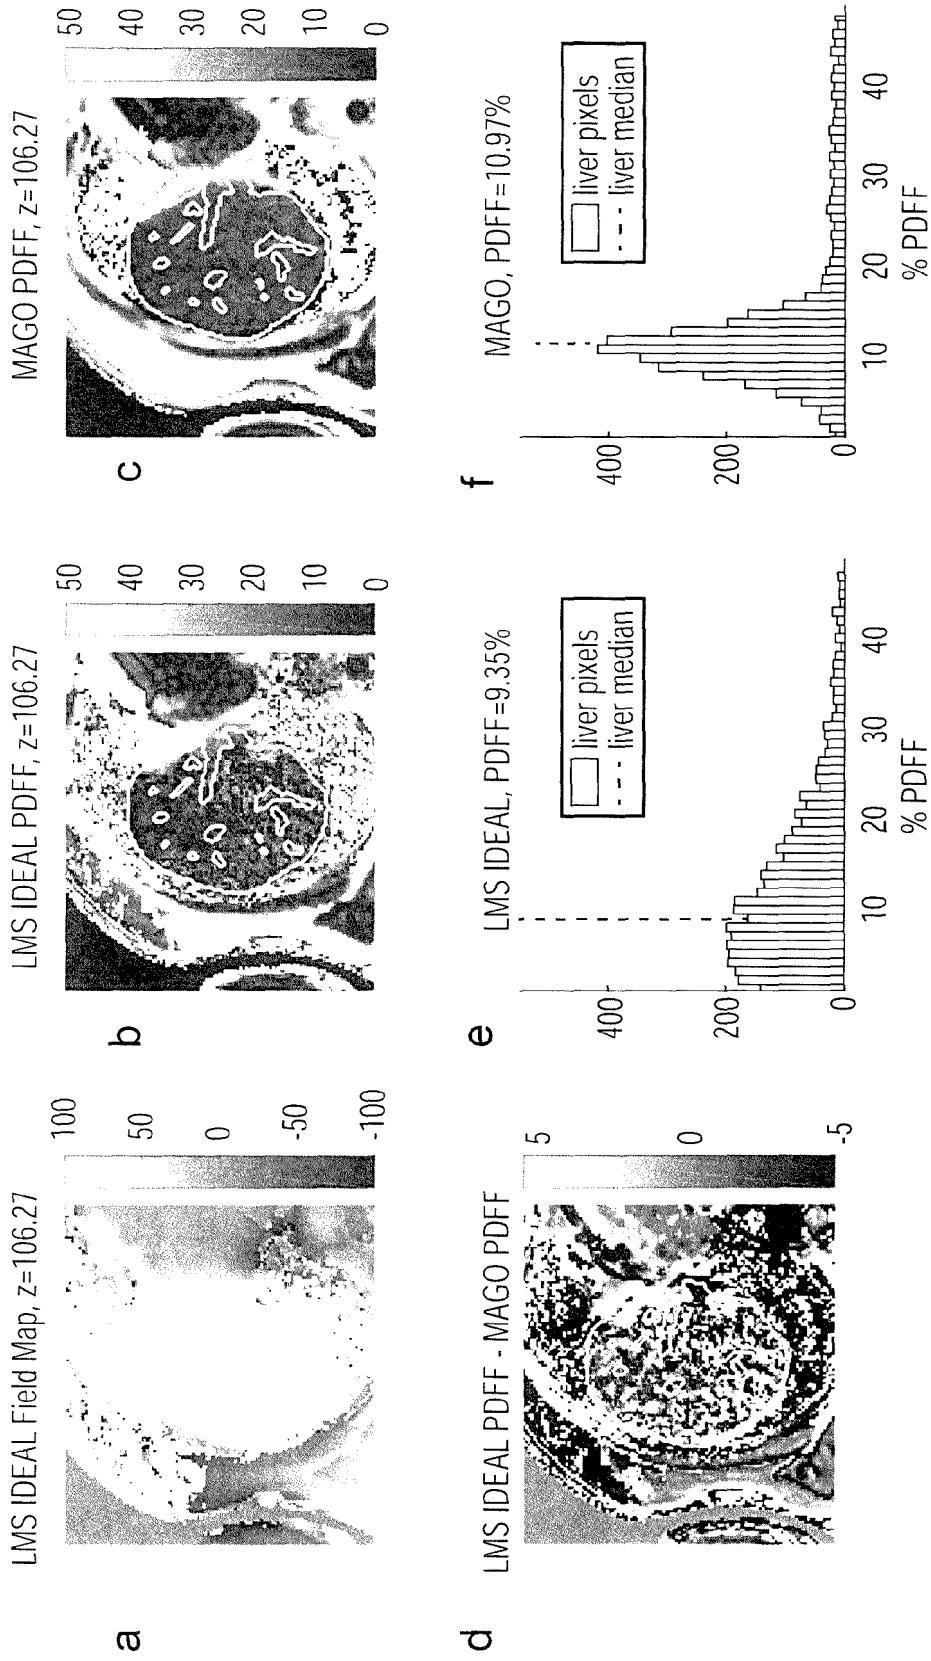 a
LMS IDEAL Field Map, z=106.27
100
50
0
-50
-100
b
LMS IDEAL PDFF, z=106.27
50
40
30
20
10
0
c
MAGO PDFF, z=106.27
50
40
30
20
10
0
d
LMS IDEAL PDFF - MAGO PDFF
5
0
-5
e
LMS IDEAL, PDFF=9.35%
liver pixels
liver median
400
200
0
10
20
30
40
% PDFF
f
MAGO, PDFF=10.97%
liver pixels
liver median
400
200
0
10
20
30
40
% PDFF